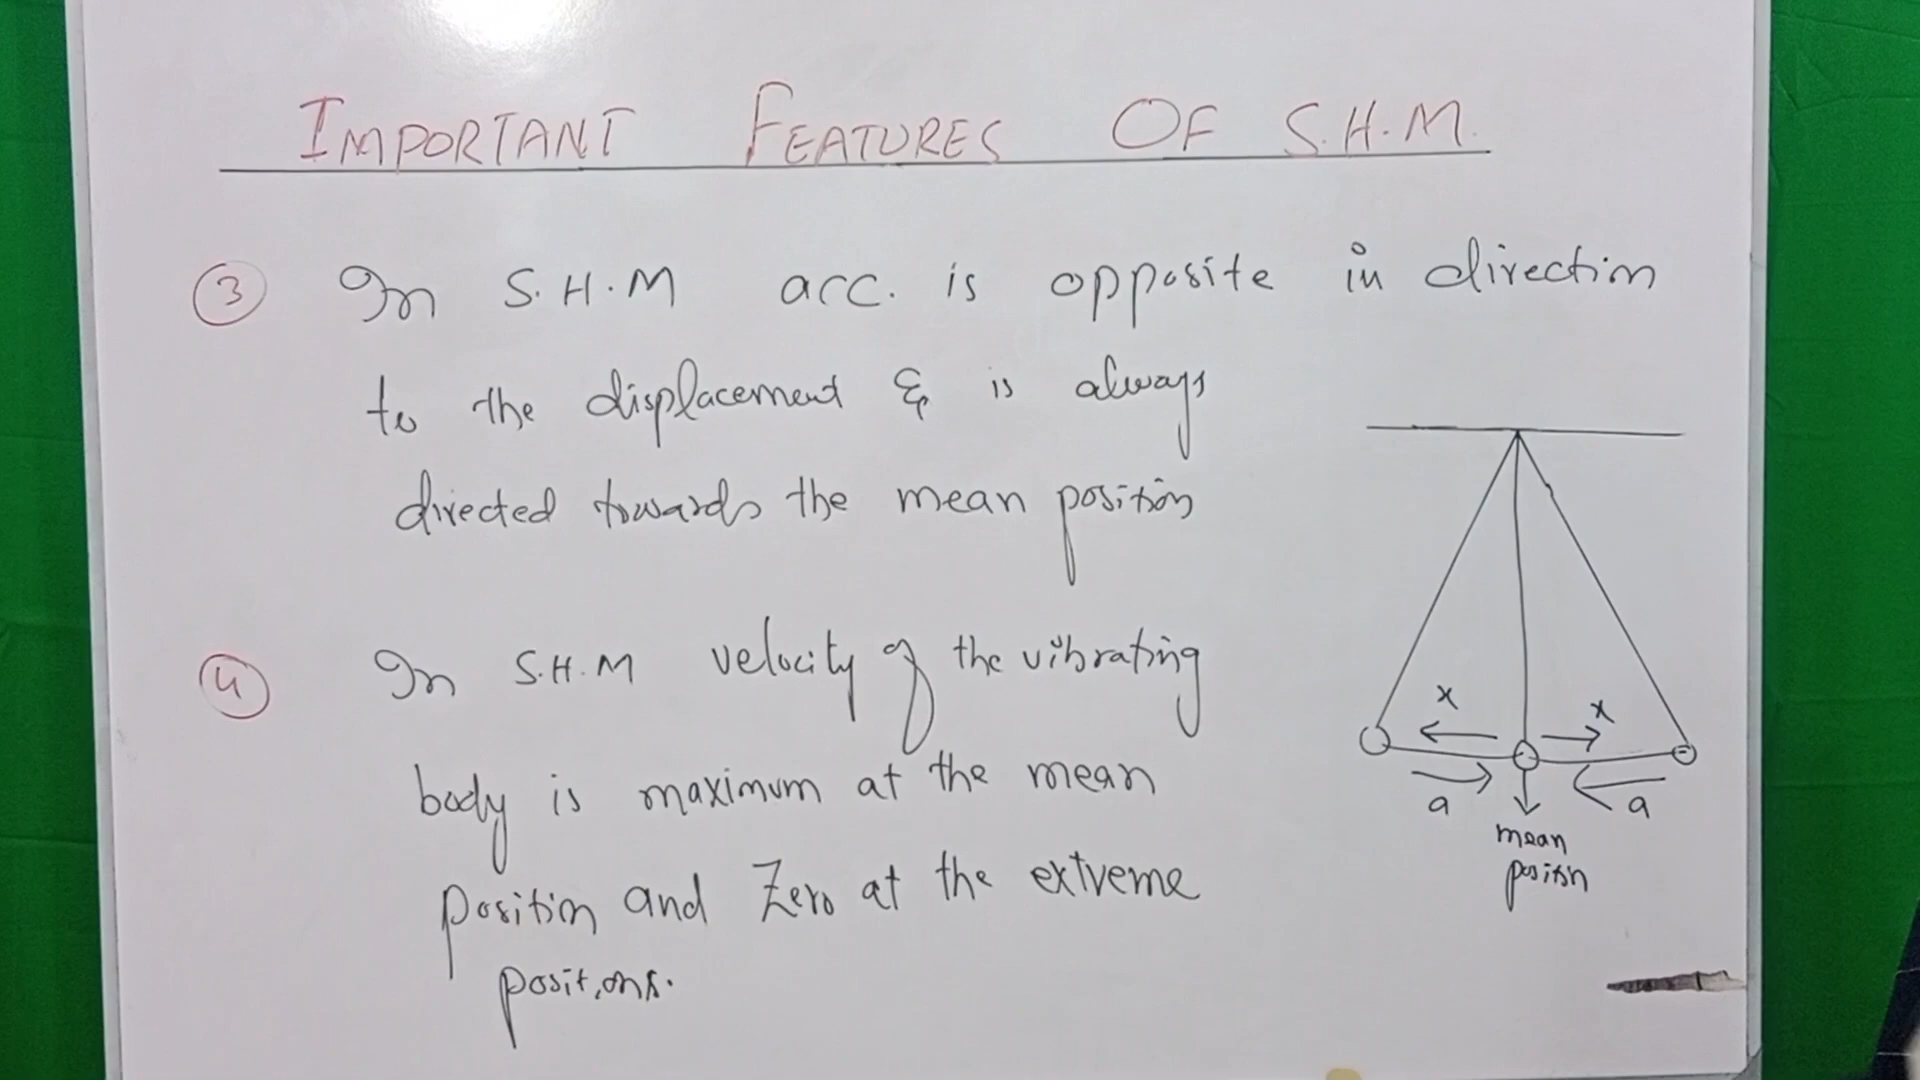 IMPORTANT FEATURES OF S.H.M.
③ In S.H.M acc. is opposite in direction
to the displacement & is always
directed towards the mean position
④ In S.H.M velocity of the vibrating
body is maximum at the mean
position and Zero at the extreme
positions.
x x
a a
mean
position